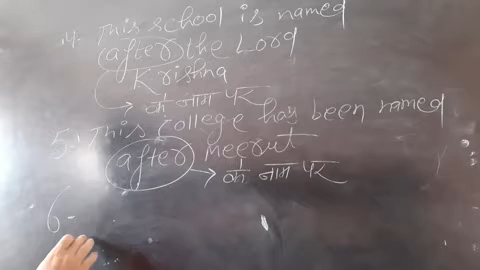 4. This school is named
(after) the Lord
Krishna
→ के नाम पर
5. This College has been named
after meerut
→ के नाम पर
6-